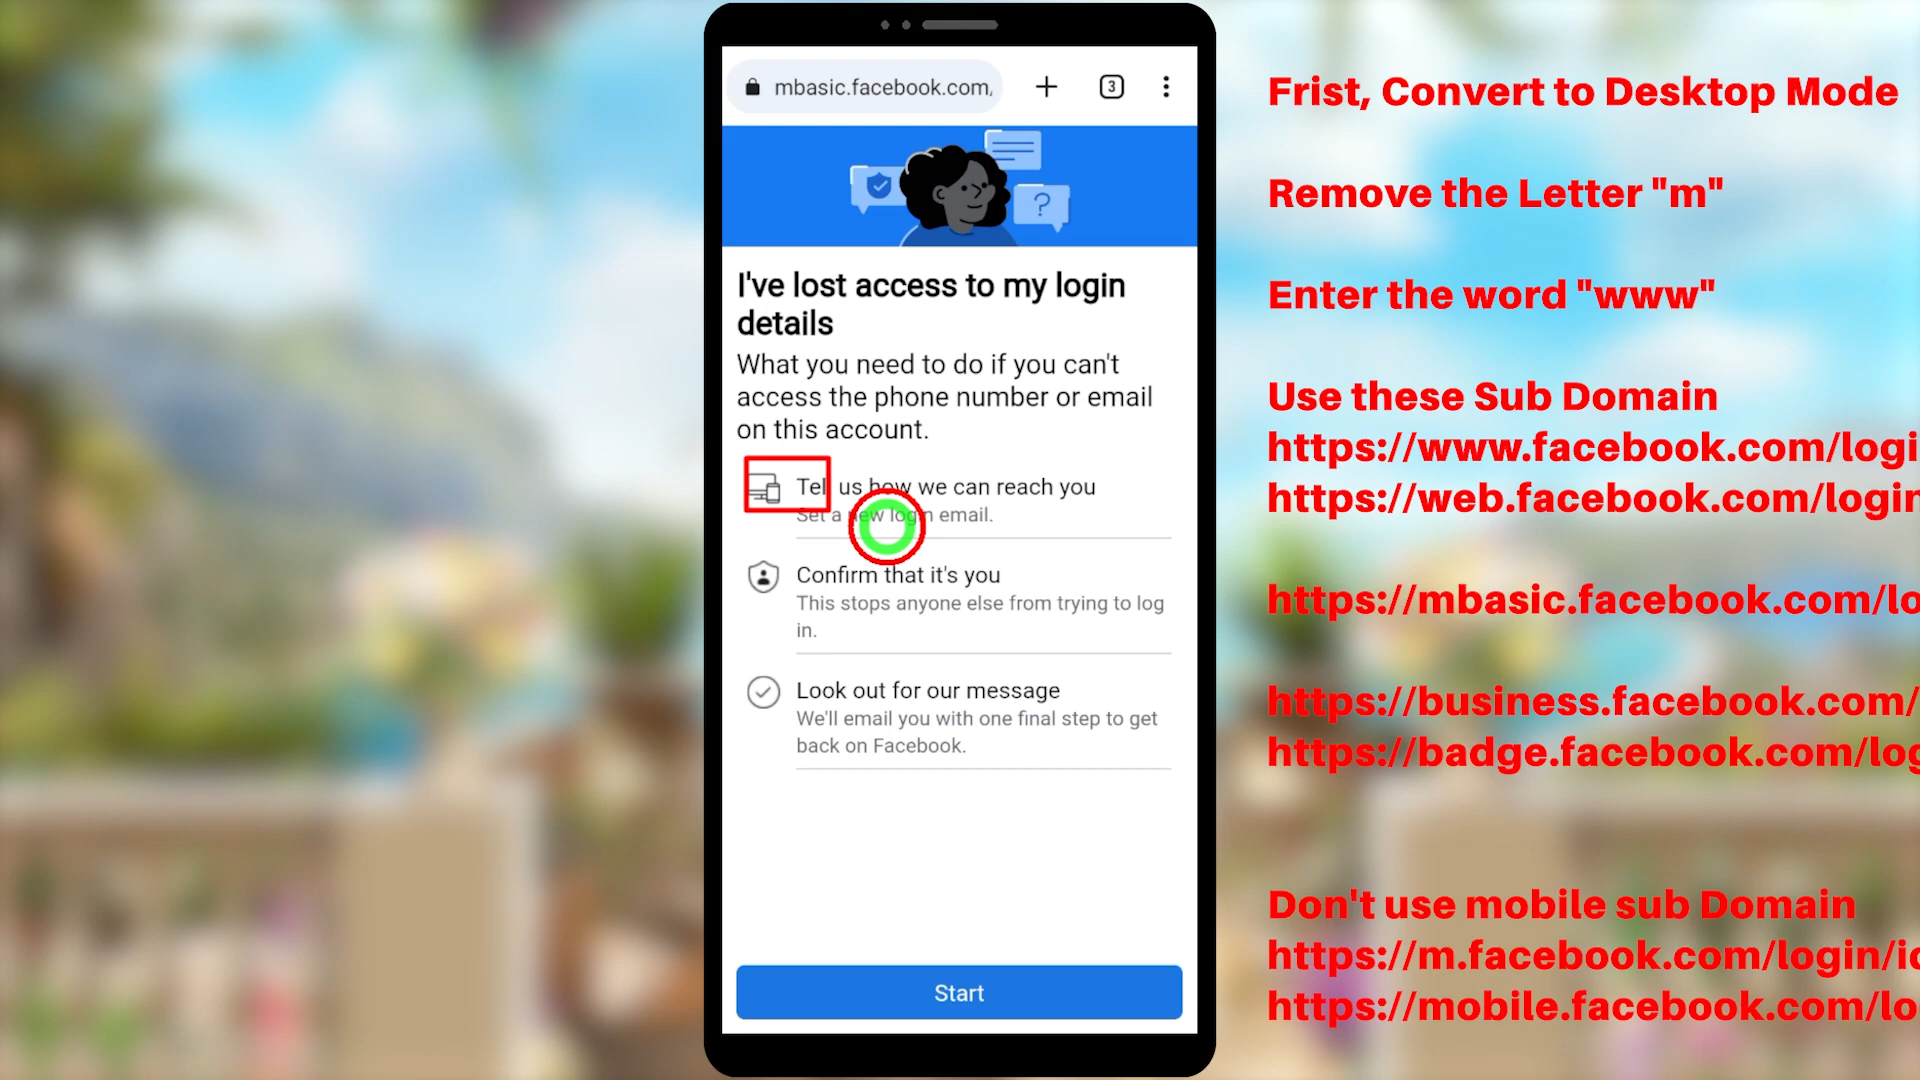 mbasic.facebook.com,
3
?
I've lost access to my login
details
What you need to do if you can't
access the phone number or email
on this account.
Tell us how we can reach you
Set a new login email.
Confirm that it's you
This stops anyone else from trying to log
in.
Look out for our message
We'll email you with one final step to get
back on Facebook.
Start
Frist, Convert to Desktop Mode
Remove the Letter "m"
Enter the word "www"
Use these Sub Domain
https://www.facebook.com/logi
https://web.facebook.com/login
https://mbasic.facebook.com/lo
https://business.facebook.com/
https://badge.facebook.com/log
Don't use mobile sub Domain
https://m.facebook.com/login/id
https://mobile.facebook.com/lo